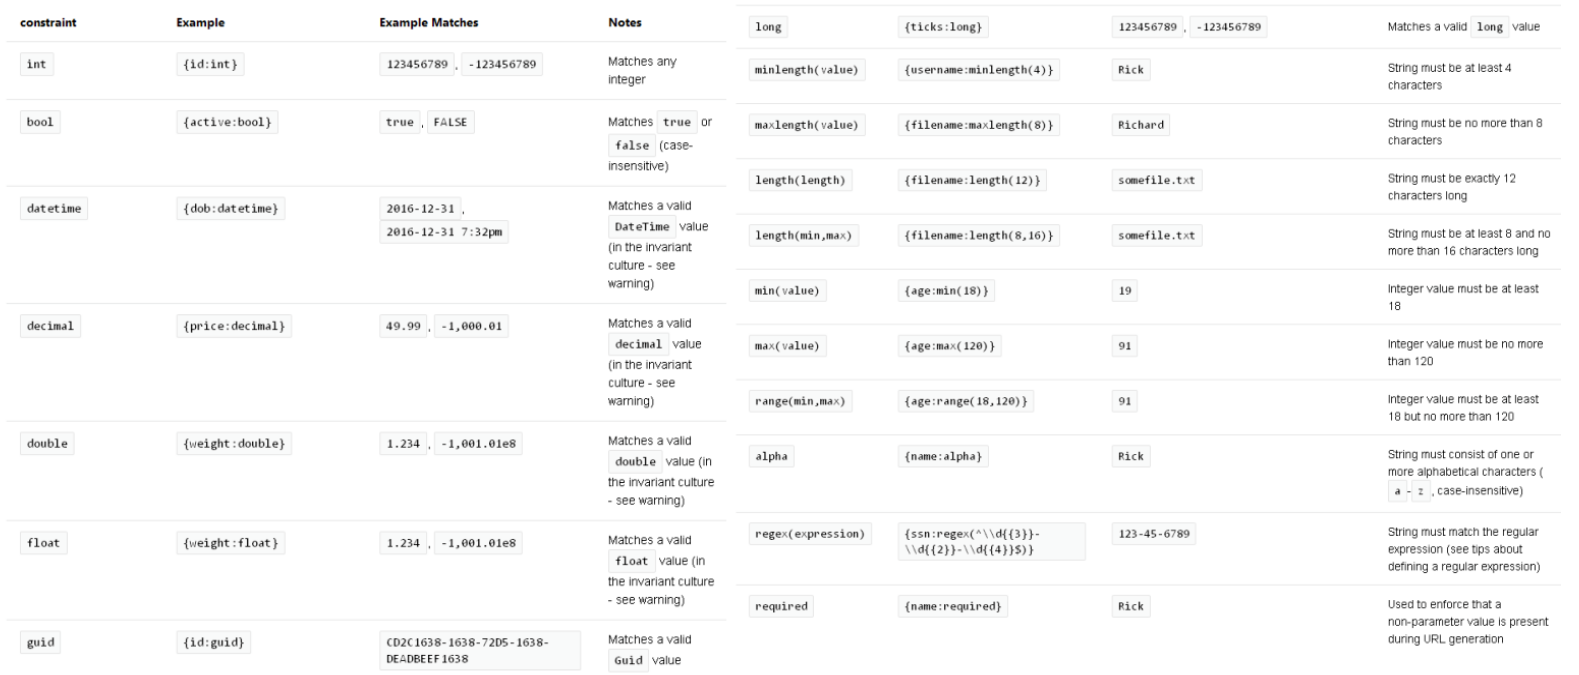 constraint Example Example Matches Notes
int {id:int} 123456789 , -123456789 Matches any
integer
bool {active:bool} true , FALSE Matches true or
false (case-
insensitive)
datetime {dob:datetime} 2016-12-31 , Matches a valid
2016-12-31 7:32pm DateTime value
(in the invariant
culture - see
warning)
decimal {price:decimal} 49.99 , -1,000.01 Matches a valid
decimal value
(in the invariant
culture - see
warning)
double {weight:double} 1.234 , -1,001.01e8 Matches a valid
double value (in
the invariant culture
- see warning)
float {weight:float} 1.234 , -1,001.01e8 Matches a valid
float value (in
the invariant culture
- see warning)
guid {id:guid} CD2C1638-1638-72D5-1638- Matches a valid
DEADBEEF1638 Guid value
long {ticks:long} 123456789 , -123456789 Matches a valid long value
minlength(value) {username:minlength(4)} Rick String must be at least 4
characters
maxlength(value) {filename:maxlength(8)} Richard String must be no more than 8
characters
length(length) {filename:length(12)} somefile.txt String must be exactly 12
characters long
length(min,max) {filename:length(8,16)} somefile.txt String must be at least 8 and no
more than 16 characters long
min(value) {age:min(18)} 19 Integer value must be at least
18
max(value) {age:max(120)} 91 Integer value must be no more
than 120
range(min,max) {age:range(18,120)} 91 Integer value must be at least
18 but no more than 120
alpha {name:alpha} Rick String must consist of one or
more alphabetical characters (
a - z , case-insensitive)
regex(expression) {ssn:regex(^\\d{{3}}- 123-45-6789 String must match the regular
\\d{{2}}-\\d{{4}}$)} expression (see tips about
defining a regular expression)
required {name:required} Rick Used to enforce that a
non-parameter value is present
during URL generation